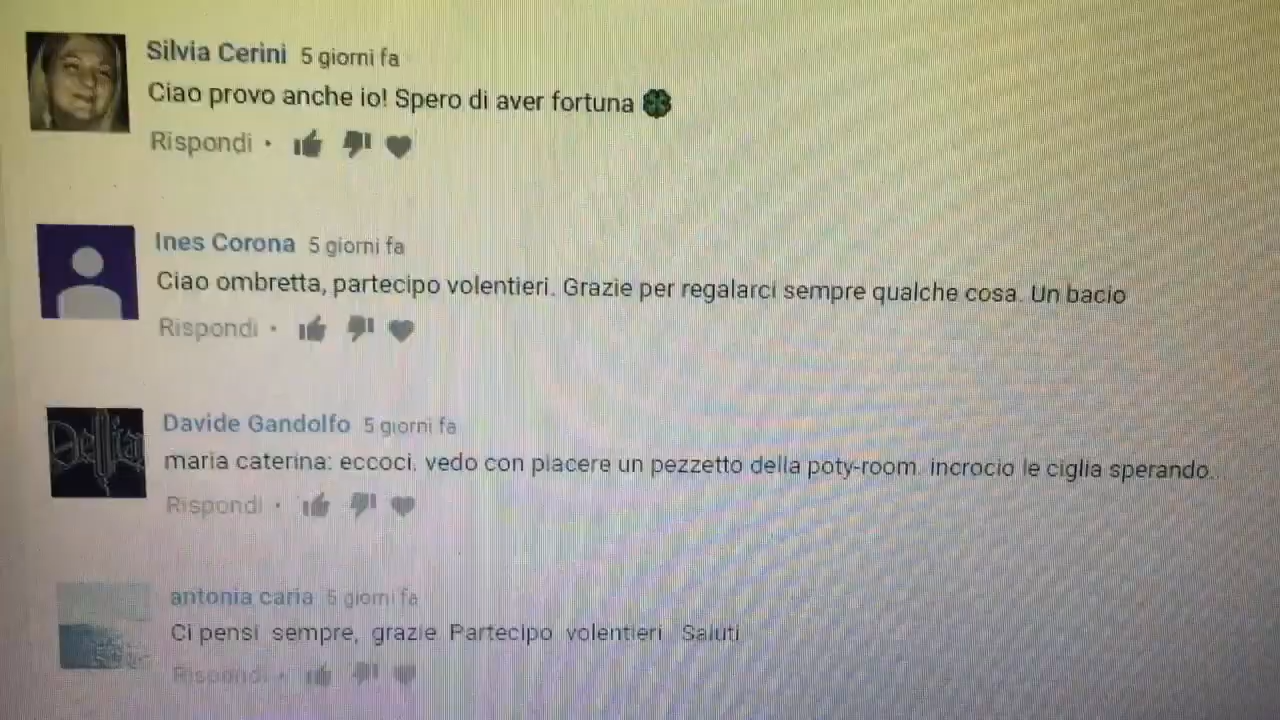 Silvia Cerini 5 giorni fa
Ciao provo anche io! Spero di aver fortuna 🍀
Rispondi •
Ines Corona 5 giorni fa
Ciao ombretta, partecipo volentieri. Grazie per regalarci sempre qualche cosa. Un bacio
Rispondi •
Davide Gandolfo 5 giorni fa
maria caterina: eccoci. vedo con piacere un pezzetto della poty-room. incrocio le ciglia sperando...
Rispondi •
antonia caria 5 giorni fa
Ci pensi sempre, grazie Partecipo volentieri Saluti
Rispondi •